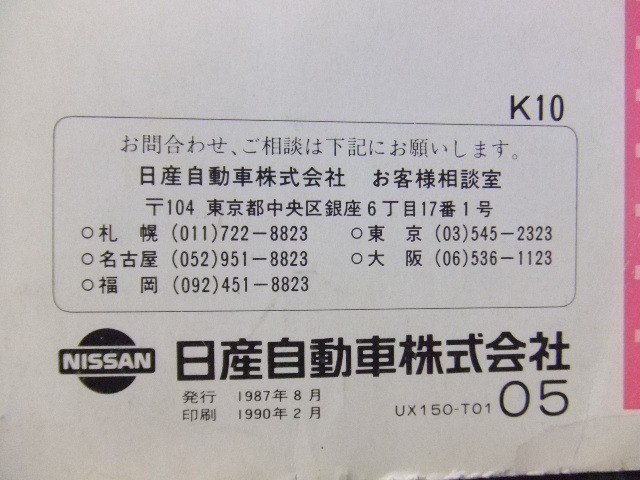 K10
お問合わせ、ご相談は下記にお願いします。
日産自動車株式会社 お客様相談室
〒104 東京都中央区銀座6丁目17番1号
○札 幌 (011)722-8823 ○東 京 (03)545-2323
○名古屋 (052)951-8823 ○大 阪 (06)536-1123
○福 岡 (092)451-8823
NISSAN 日産自動車株式会社
発行 1987年8月
印刷 1990年2月 UX150-T01 05